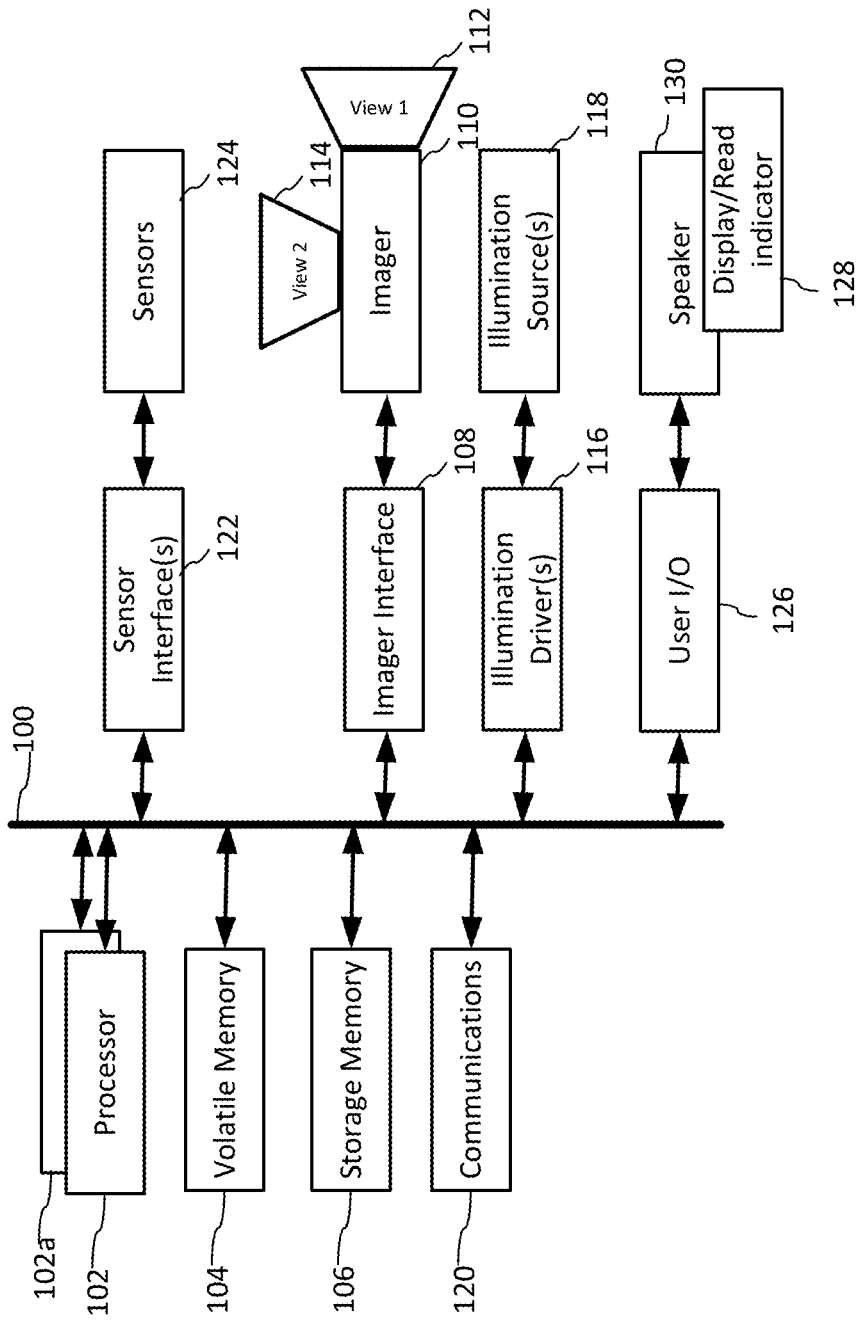 102a
102
Processor
104
Volatile Memory
106
Storage Memory
120
Communications
100
Sensor
Interface(s)
122
Sensors
124
Imager Interface
108
Imager
110
View 1
112
View 2
114
Illumination
Driver(s)
116
Illumination
Source(s)
118
User I/O
126
Speaker
130
Display/Read
indicator
128